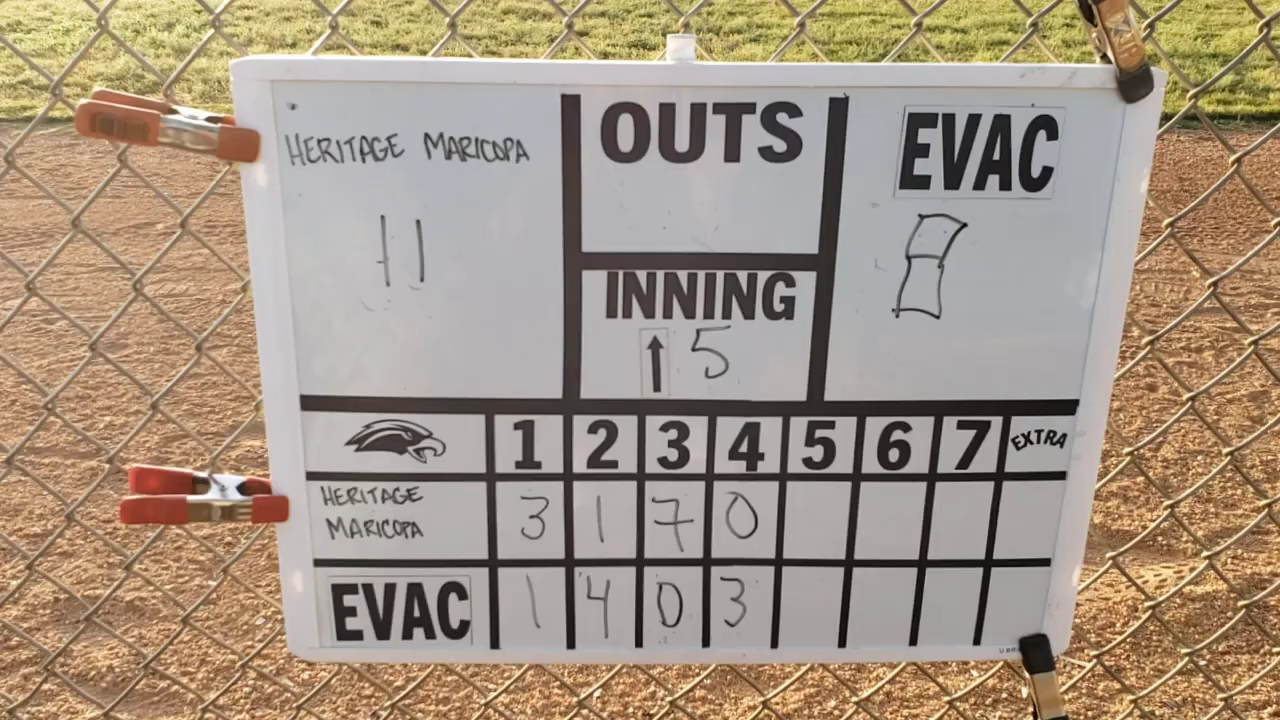 HERITAGE MARICOPA
11
OUTS
INNING
↑ 5
EVAC
8
1 2 3 4 5 6 7 EXTRA
HERITAGE
MARICOPA
3 1 7 0
EVAC
1 4 0 3